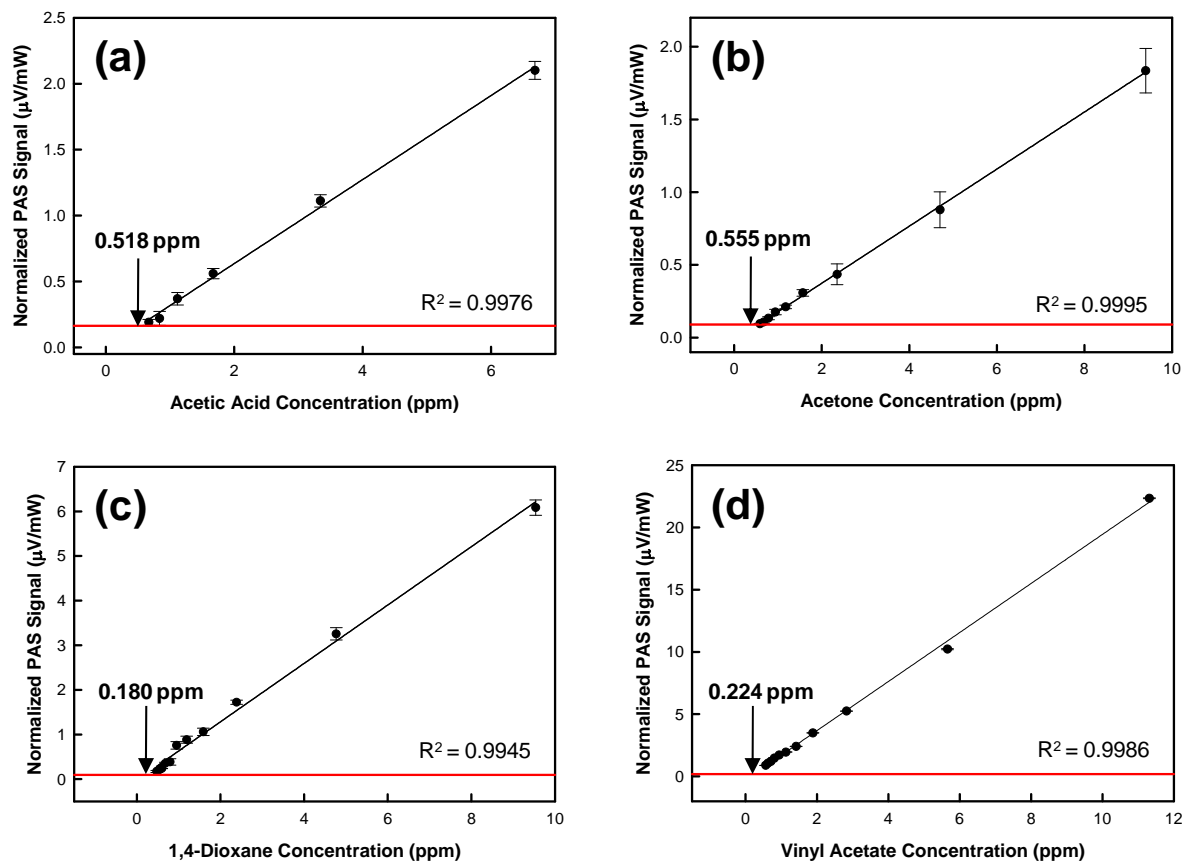 (a)
Normalized PAS Signal (µV/mW)
2.5
2.0
1.5
1.0
0.5
0.0
0.518 ppm
R² = 0.9976
0 2 4 6
Acetic Acid Concentration (ppm)
(b)
Normalized PAS Signal (µV/mW)
2.0
1.5
1.0
0.5
0.0
0.555 ppm
R² = 0.9995
0 2 4 6 8 10
Acetone Concentration (ppm)
(c)
Normalized PAS Signal (µV/mW)
7
6
5
4
3
2
1
0
0.180 ppm
R² = 0.9945
0 2 4 6 8 10
1,4-Dioxane Concentration (ppm)
(d)
Normalized PAS Signal (µV/mW)
25
20
15
10
5
0
0.224 ppm
R² = 0.9986
0 2 4 6 8 10 12
Vinyl Acetate Concentration (ppm)